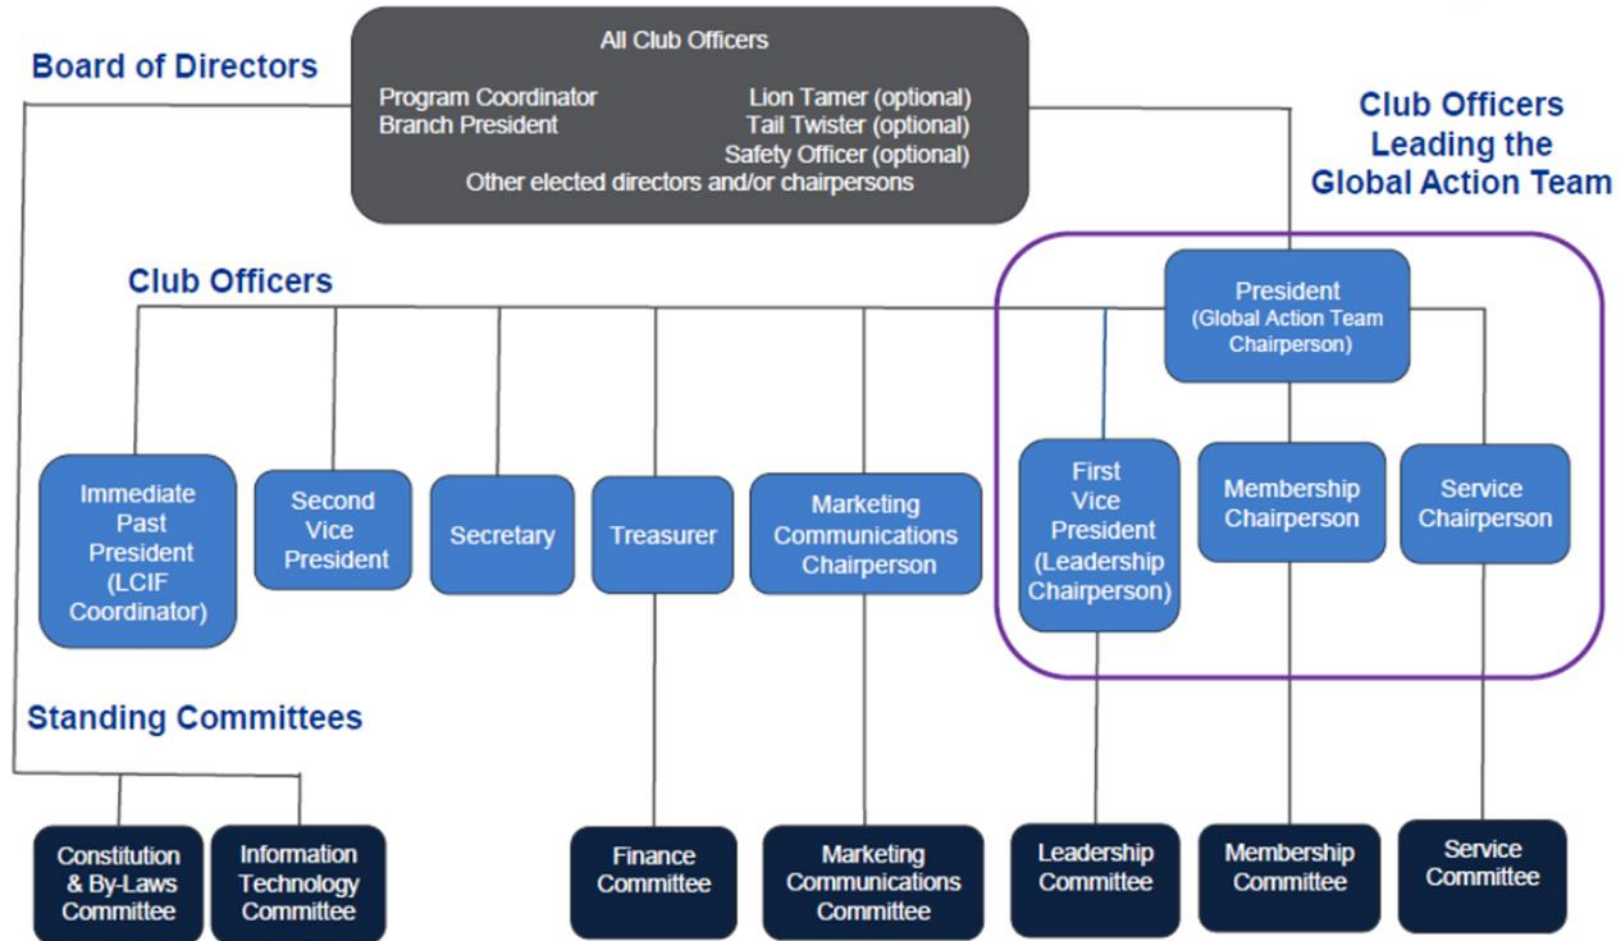 All Club Officers
Board of Directors
Program Coordinator
Lion Tamer (optional)
Branch President
Tail Twister (optional)
Safety Officer (optional)
Other elected directors and/or chairpersons
Club Officers
Leading the
Global Action Team
Club Officers
President
(Global Action Team
Chairperson)
Immediate
Past
President
(LCIF
Coordinator)
Second
Vice
President
Secretary
Treasurer
Marketing
Communications
Chairperson
First
Vice
President
(Leadership
Chairperson)
Membership
Chairperson
Service
Chairperson
Standing Committees
Constitution
& By-Laws
Committee
Information
Technology
Committee
Finance
Committee
Marketing
Communications
Committee
Leadership
Committee
Membership
Committee
Service
Committee